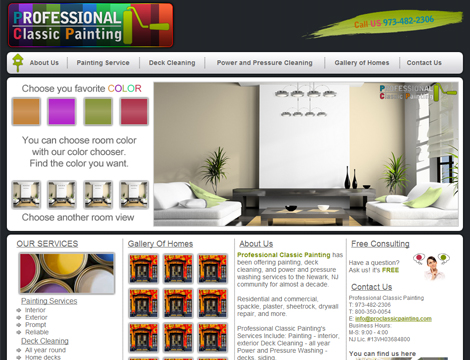 PROFESSIONAL
Classic Painting
Call US 973-482-2306
About Us
Painting Service
Deck Cleaning
Power and Pressure Cleaning
Gallery of Homes
Contact Us
Choose you favorite COLOR
You can choose room color
with our color chooser.
Find the color you want.
Choose another room view
PROFESSIONAL
Classic Painting
OUR SERVICES
Painting Services
Interior
Exterior
Prompt
Reliable
Deck Cleaning
All year round
Home decks
Gallery Of Homes
About Us
Professional Classic Painting has
been offering painting, deck
cleaning, and power and pressure
washing services to the Newark, NJ
community for almost a decade.
Residential and commercial,
spackle, plaster, sheetrock, drywall
repair, and more.
Professional Classic Painting's
Services Include: Painting - interior,
exterior Deck Cleaning - all year
Power and Pressure Washing -
decks, siding
Free Consulting
Have a question?
Ask us! it's FREE
Contact Us
Professional Classic Painting
T: 973-482-2306
T: 800-350-0054
E: info@proclassicpainting.com
Business Hours:
M-S: 9:00 - 4:00
NJ Lic #13VH03684800
You can find us here